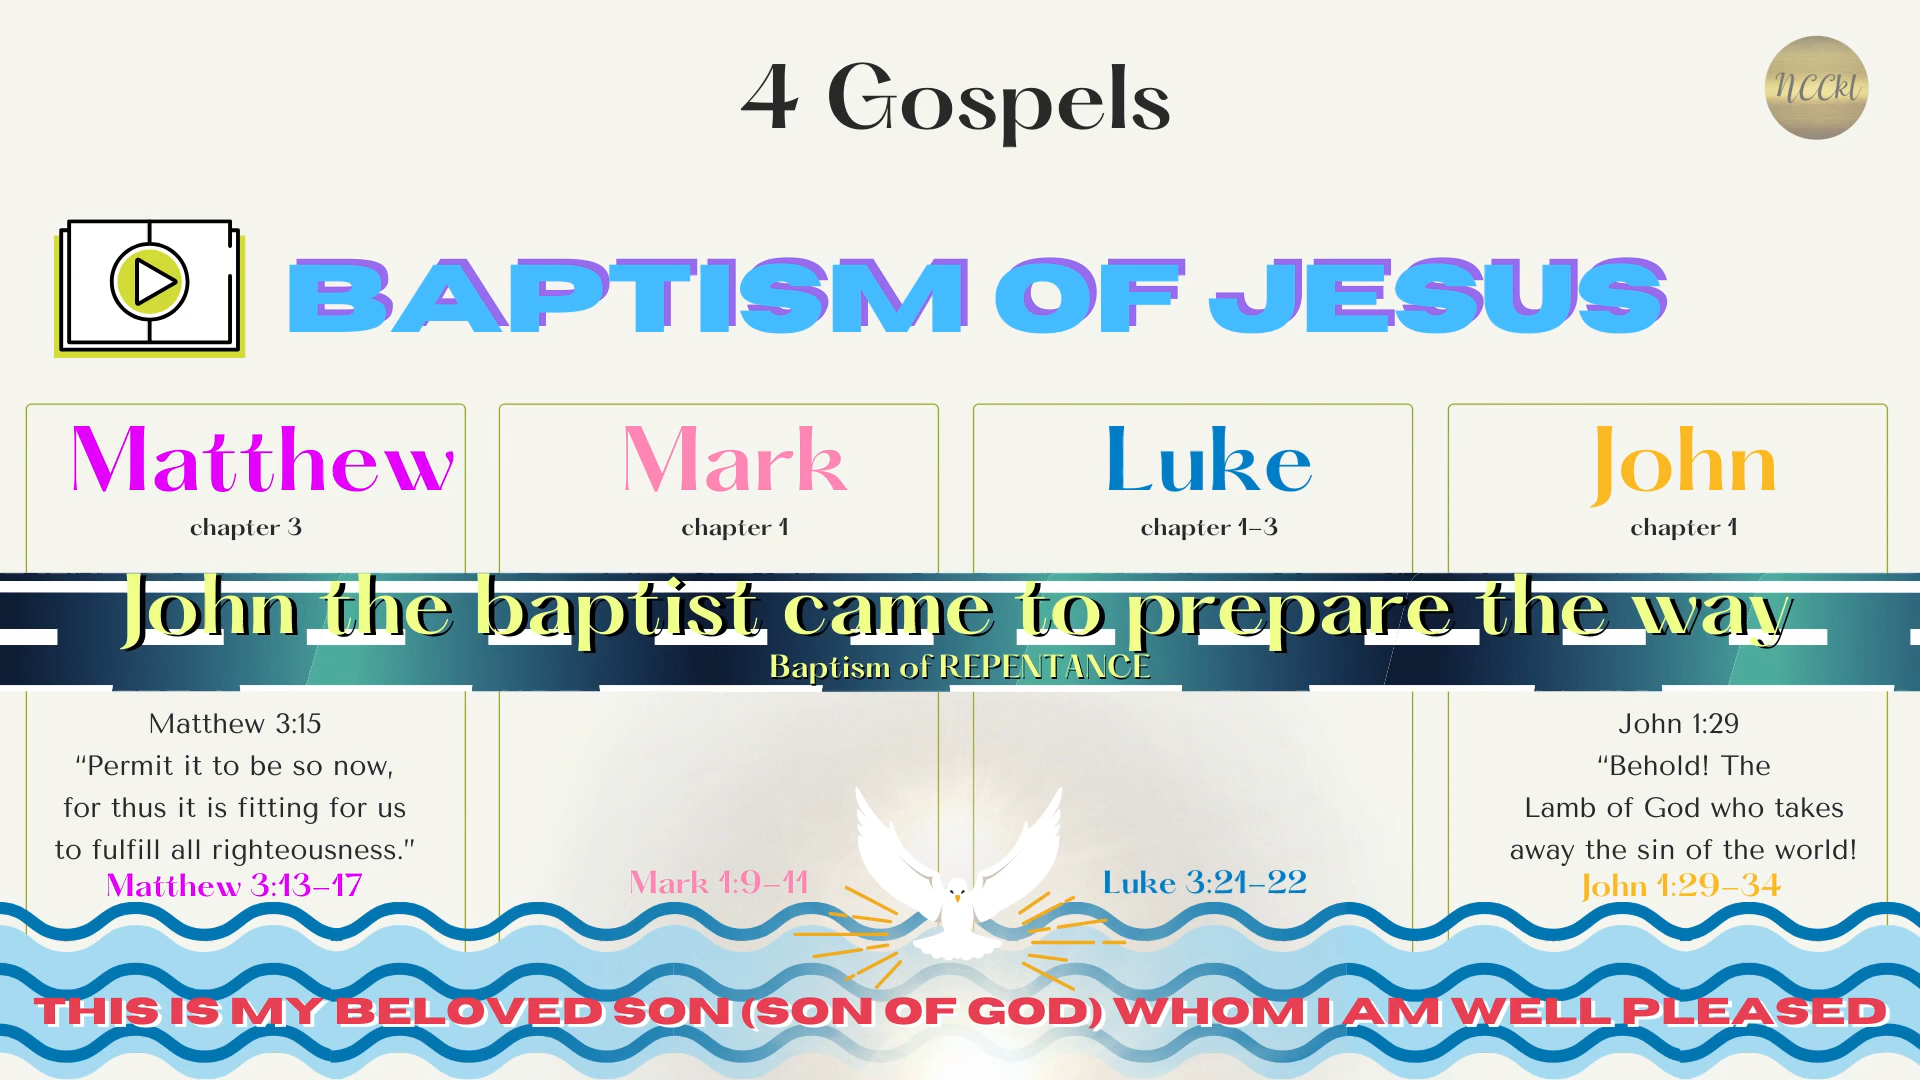 4 Gospels
NCCkl
BAPTISM OF JESUS
Matthew
chapter 3
Mark
chapter 1
Luke
chapter 1-3
John
chapter 1
John the baptist came to prepare the way
Baptism of REPENTANCE
Matthew 3:15
“Permit it to be so now,
for thus it is fitting for us
to fulfill all righteousness.”
Matthew 3:13-17
Mark 1:9-11
Luke 3:21-22
John 1:29
“Behold! The
Lamb of God who takes
away the sin of the world!
John 1:29-34
THIS IS MY BELOVED SON (SON OF GOD) WHOM I AM WELL PLEASED